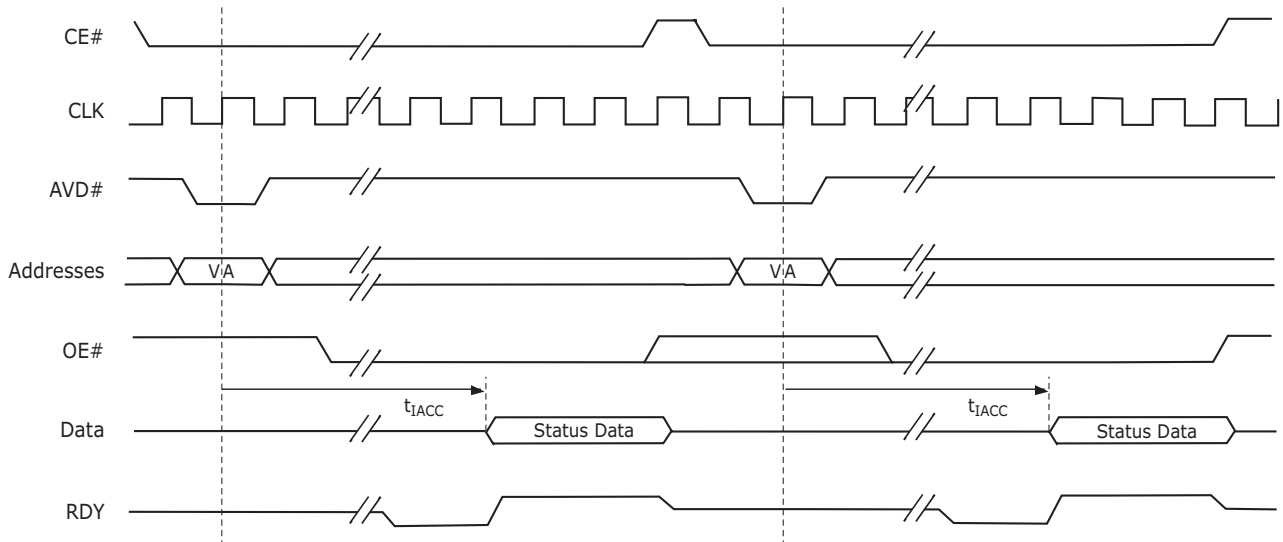 CE#
CLK
AVD#
Addresses VA VA
OE#
tIACC tIACC
Data Status Data Status Data
RDY